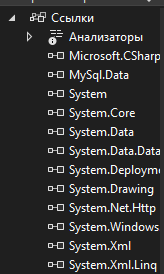 Ссылки
Анализаторы
Microsoft.CSharp
MySql.Data
System
System.Core
System.Data
System.Data.Data
System.Deployme
System.Drawing
System.Net.Http
System.Windows
System.Xml
System.Xml.Linq